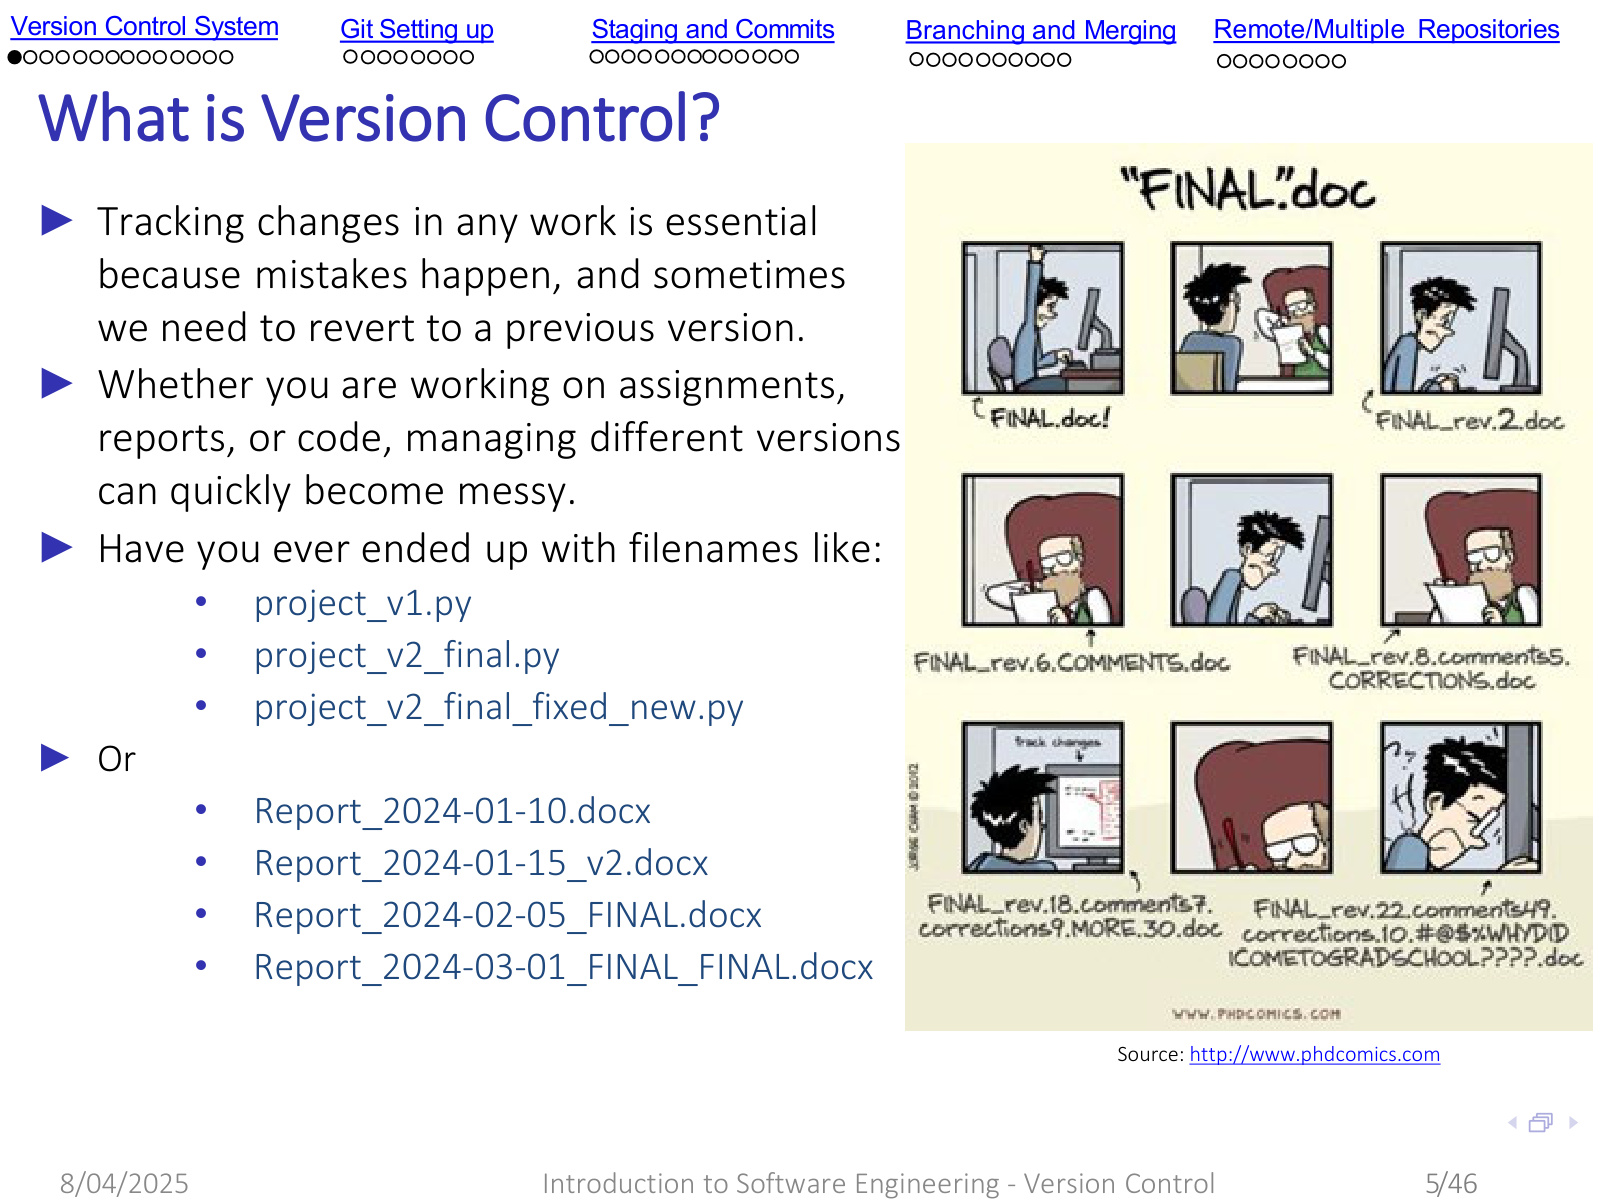 Version Control System
Git Setting up
Staging and Commits
Branching and Merging
Remote/Multiple Repositories
What is Version Control?
Tracking changes in any work is essential
because mistakes happen, and sometimes
we need to revert to a previous version.
Whether you are working on assignments,
reports, or code, managing different versions
can quickly become messy.
Have you ever ended up with filenames like:
• project_v1.py
• project_v2_final.py
• project_v2_final_fixed_new.py
Or
• Report_2024-01-10.docx
• Report_2024-01-15_v2.docx
• Report_2024-02-05_FINAL.docx
• Report_2024-03-01_FINAL_FINAL.docx
"FINAL".doc
FINAL.doc!
FINAL_rev.2.doc
FINAL_rev.6.COMMENTS.doc
FINAL_rev.8.comments5.
CORRECTIONS.doc
track changes
JORGE CHAM © 2012
FINAL_rev.18.comments7.
corrections9.MORE.30.doc
FINAL_rev.22.comments49.
corrections.10.#@$%WHYDID
ICOMETOGRADSCHOOL????.doc
WWW.PHDCOMICS.COM
Source: http://www.phdcomics.com
8/04/2025
Introduction to Software Engineering - Version Control
5/46